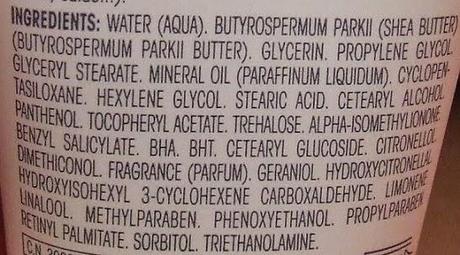 INGREDIENTS: WATER (AQUA). BUTYROSPERMUM PARKII (SHEA BUTTER)
(BUTYROSPERMUM PARKII BUTTER). GLYCERIN. PROPYLENE GLYCOL.
GLYCERYL STEARATE. MINERAL OIL (PARAFFINUM LIQUIDUM). CYCLOPEN-
TASILOXANE. HEXYLENE GLYCOL. STEARIC ACID. CETEARYL ALCOHOL.
PANTHENOL. TOCOPHERYL ACETATE. TREHALOSE. ALPHA-ISOMETHYLIONONE.
BENZYL SALICYLATE. BHA. BHT. CETEARYL GLUCOSIDE. CITRONELLOL
DIMETHICONOL. FRAGRANCE (PARFUM). GERANIOL. HYDROXYCITRONELLAL
HYDROXYISOHEXYL 3-CYCLOHEXENE CARBOXALDEHYDE. LIMONENE
LINALOOL. METHYLPARABEN. PHENOXYETHANOL. PROPYLPARABEN
RETINYL PALMITATE. SORBITOL. TRIETHANOLAMINE.
C.N.